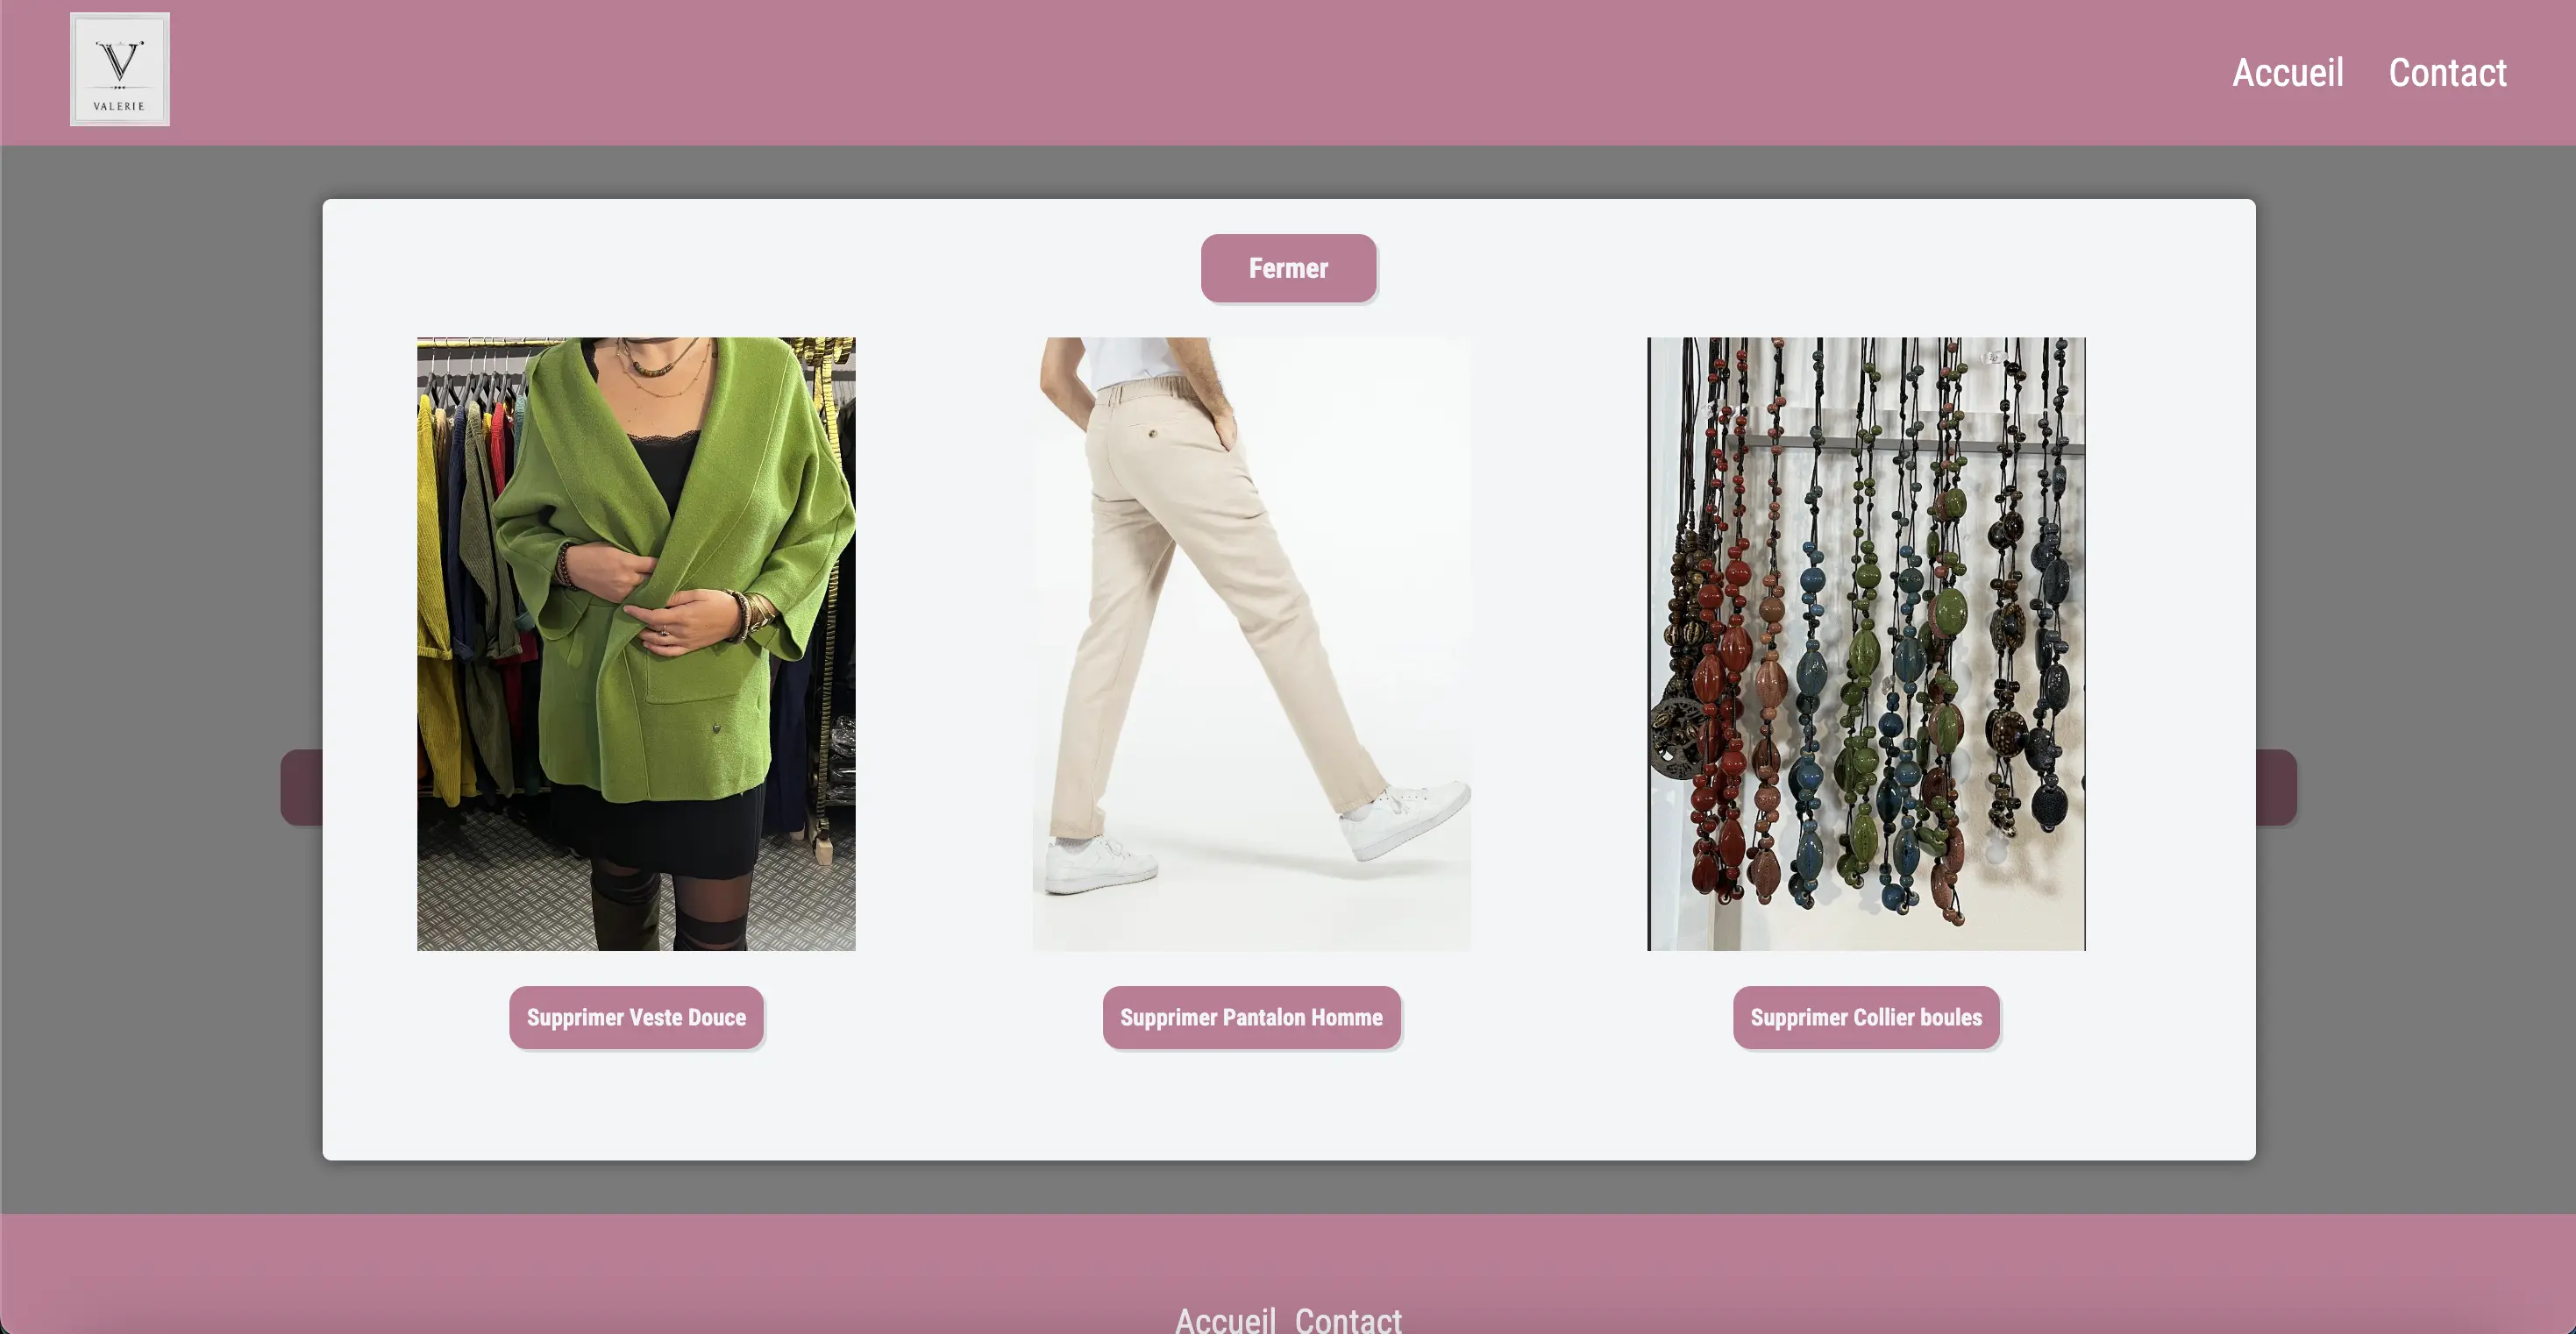 V
VALERIE
Accueil Contact
Fermer
Supprimer Veste Douce
Supprimer Pantalon Homme
Supprimer Collier boules
Accueil Contact